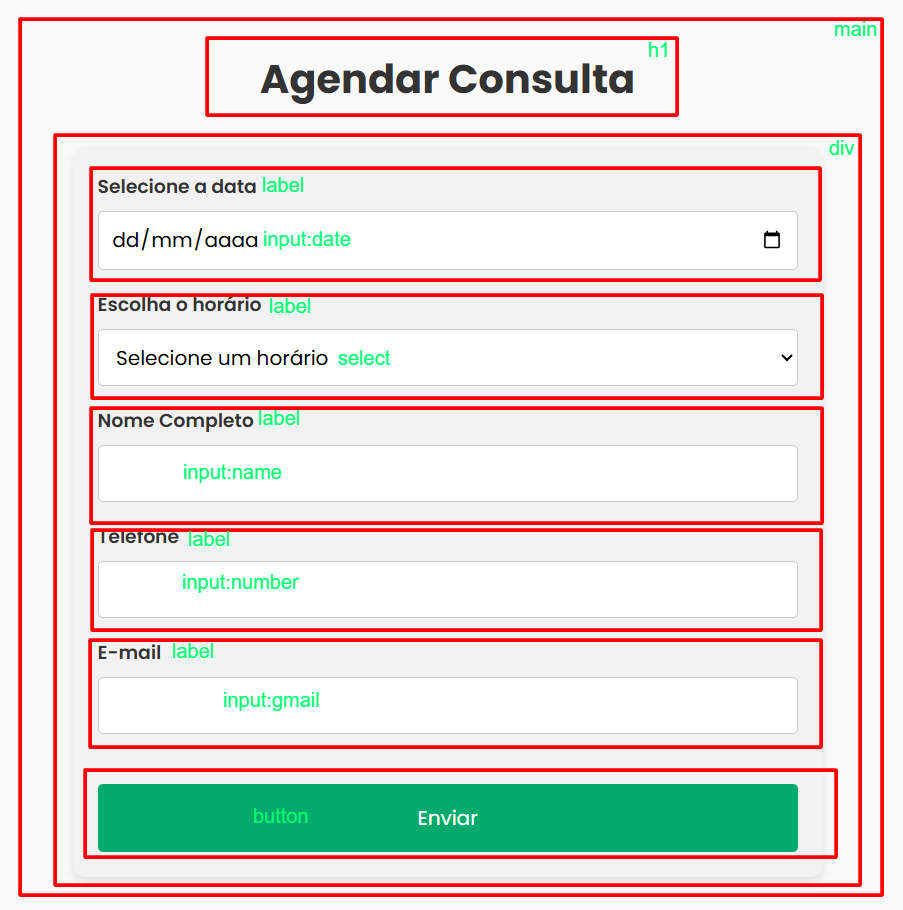 main
h1
Agendar Consulta
div
Selecione a data label
dd/mm/aaaa input:date
Escolha o horário label
Selecione um horário select
Nome Completo label
input:name
Telefone label
input:number
E-mail label
input:gmail
button Enviar